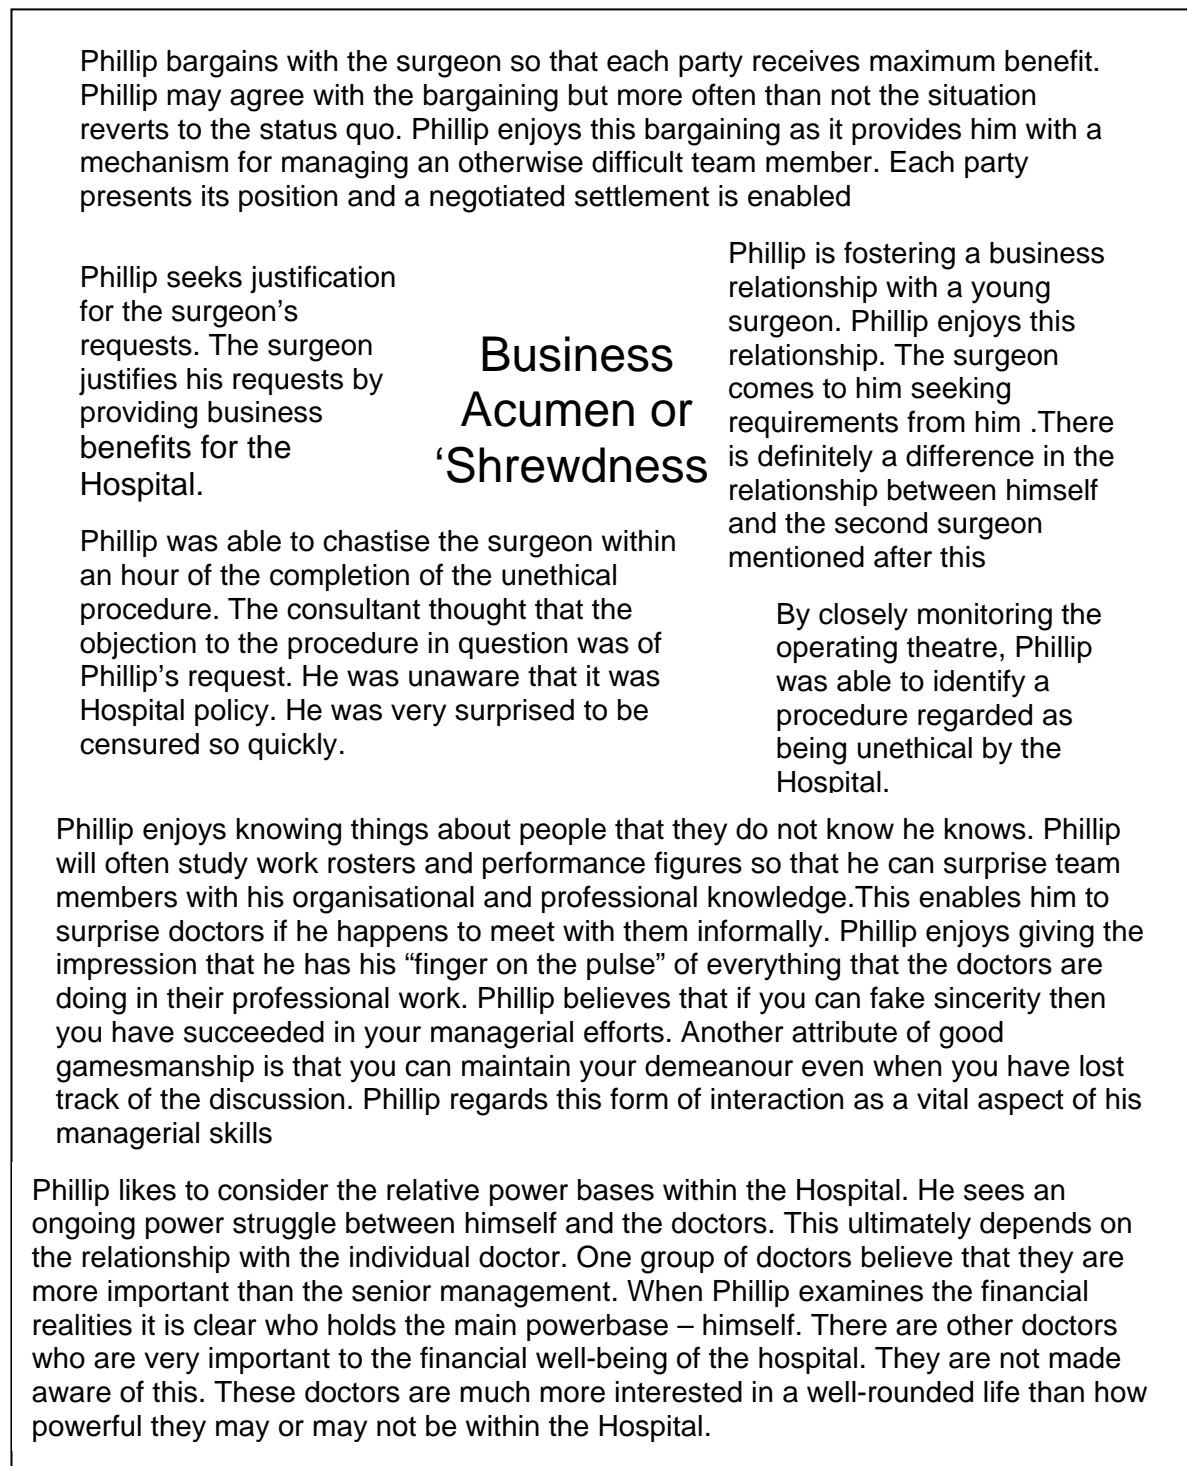 Phillip bargains with the surgeon so that each party receives maximum benefit.
Phillip may agree with the bargaining but more often than not the situation
reverts to the status quo. Phillip enjoys this bargaining as it provides him with a
mechanism for managing an otherwise difficult team member. Each party
presents its position and a negotiated settlement is enabled
Phillip seeks justification
for the surgeon’s
requests. The surgeon
justifies his requests by
providing business
benefits for the
Hospital.
Business
Acumen or
‘Shrewdness
Phillip is fostering a business
relationship with a young
surgeon. Phillip enjoys this
relationship. The surgeon
comes to him seeking
requirements from him .There
is definitely a difference in the
relationship between himself
and the second surgeon
mentioned after this
Phillip was able to chastise the surgeon within
an hour of the completion of the unethical
procedure. The consultant thought that the
objection to the procedure in question was of
Phillip’s request. He was unaware that it was
Hospital policy. He was very surprised to be
censured so quickly.
By closely monitoring the
operating theatre, Phillip
was able to identify a
procedure regarded as
being unethical by the
Hospital.
Phillip enjoys knowing things about people that they do not know he knows. Phillip
will often study work rosters and performance figures so that he can surprise team
members with his organisational and professional knowledge.This enables him to
surprise doctors if he happens to meet with them informally. Phillip enjoys giving the
impression that he has his “finger on the pulse” of everything that the doctors are
doing in their professional work. Phillip believes that if you can fake sincerity then
you have succeeded in your managerial efforts. Another attribute of good
gamesmanship is that you can maintain your demeanour even when you have lost
track of the discussion. Phillip regards this form of interaction as a vital aspect of his
managerial skills
Phillip likes to consider the relative power bases within the Hospital. He sees an
ongoing power struggle between himself and the doctors. This ultimately depends on
the relationship with the individual doctor. One group of doctors believe that they are
more important than the senior management. When Phillip examines the financial
realities it is clear who holds the main powerbase – himself. There are other doctors
who are very important to the financial well-being of the hospital. They are not made
aware of this. These doctors are much more interested in a well-rounded life than how
powerful they may or may not be within the Hospital.